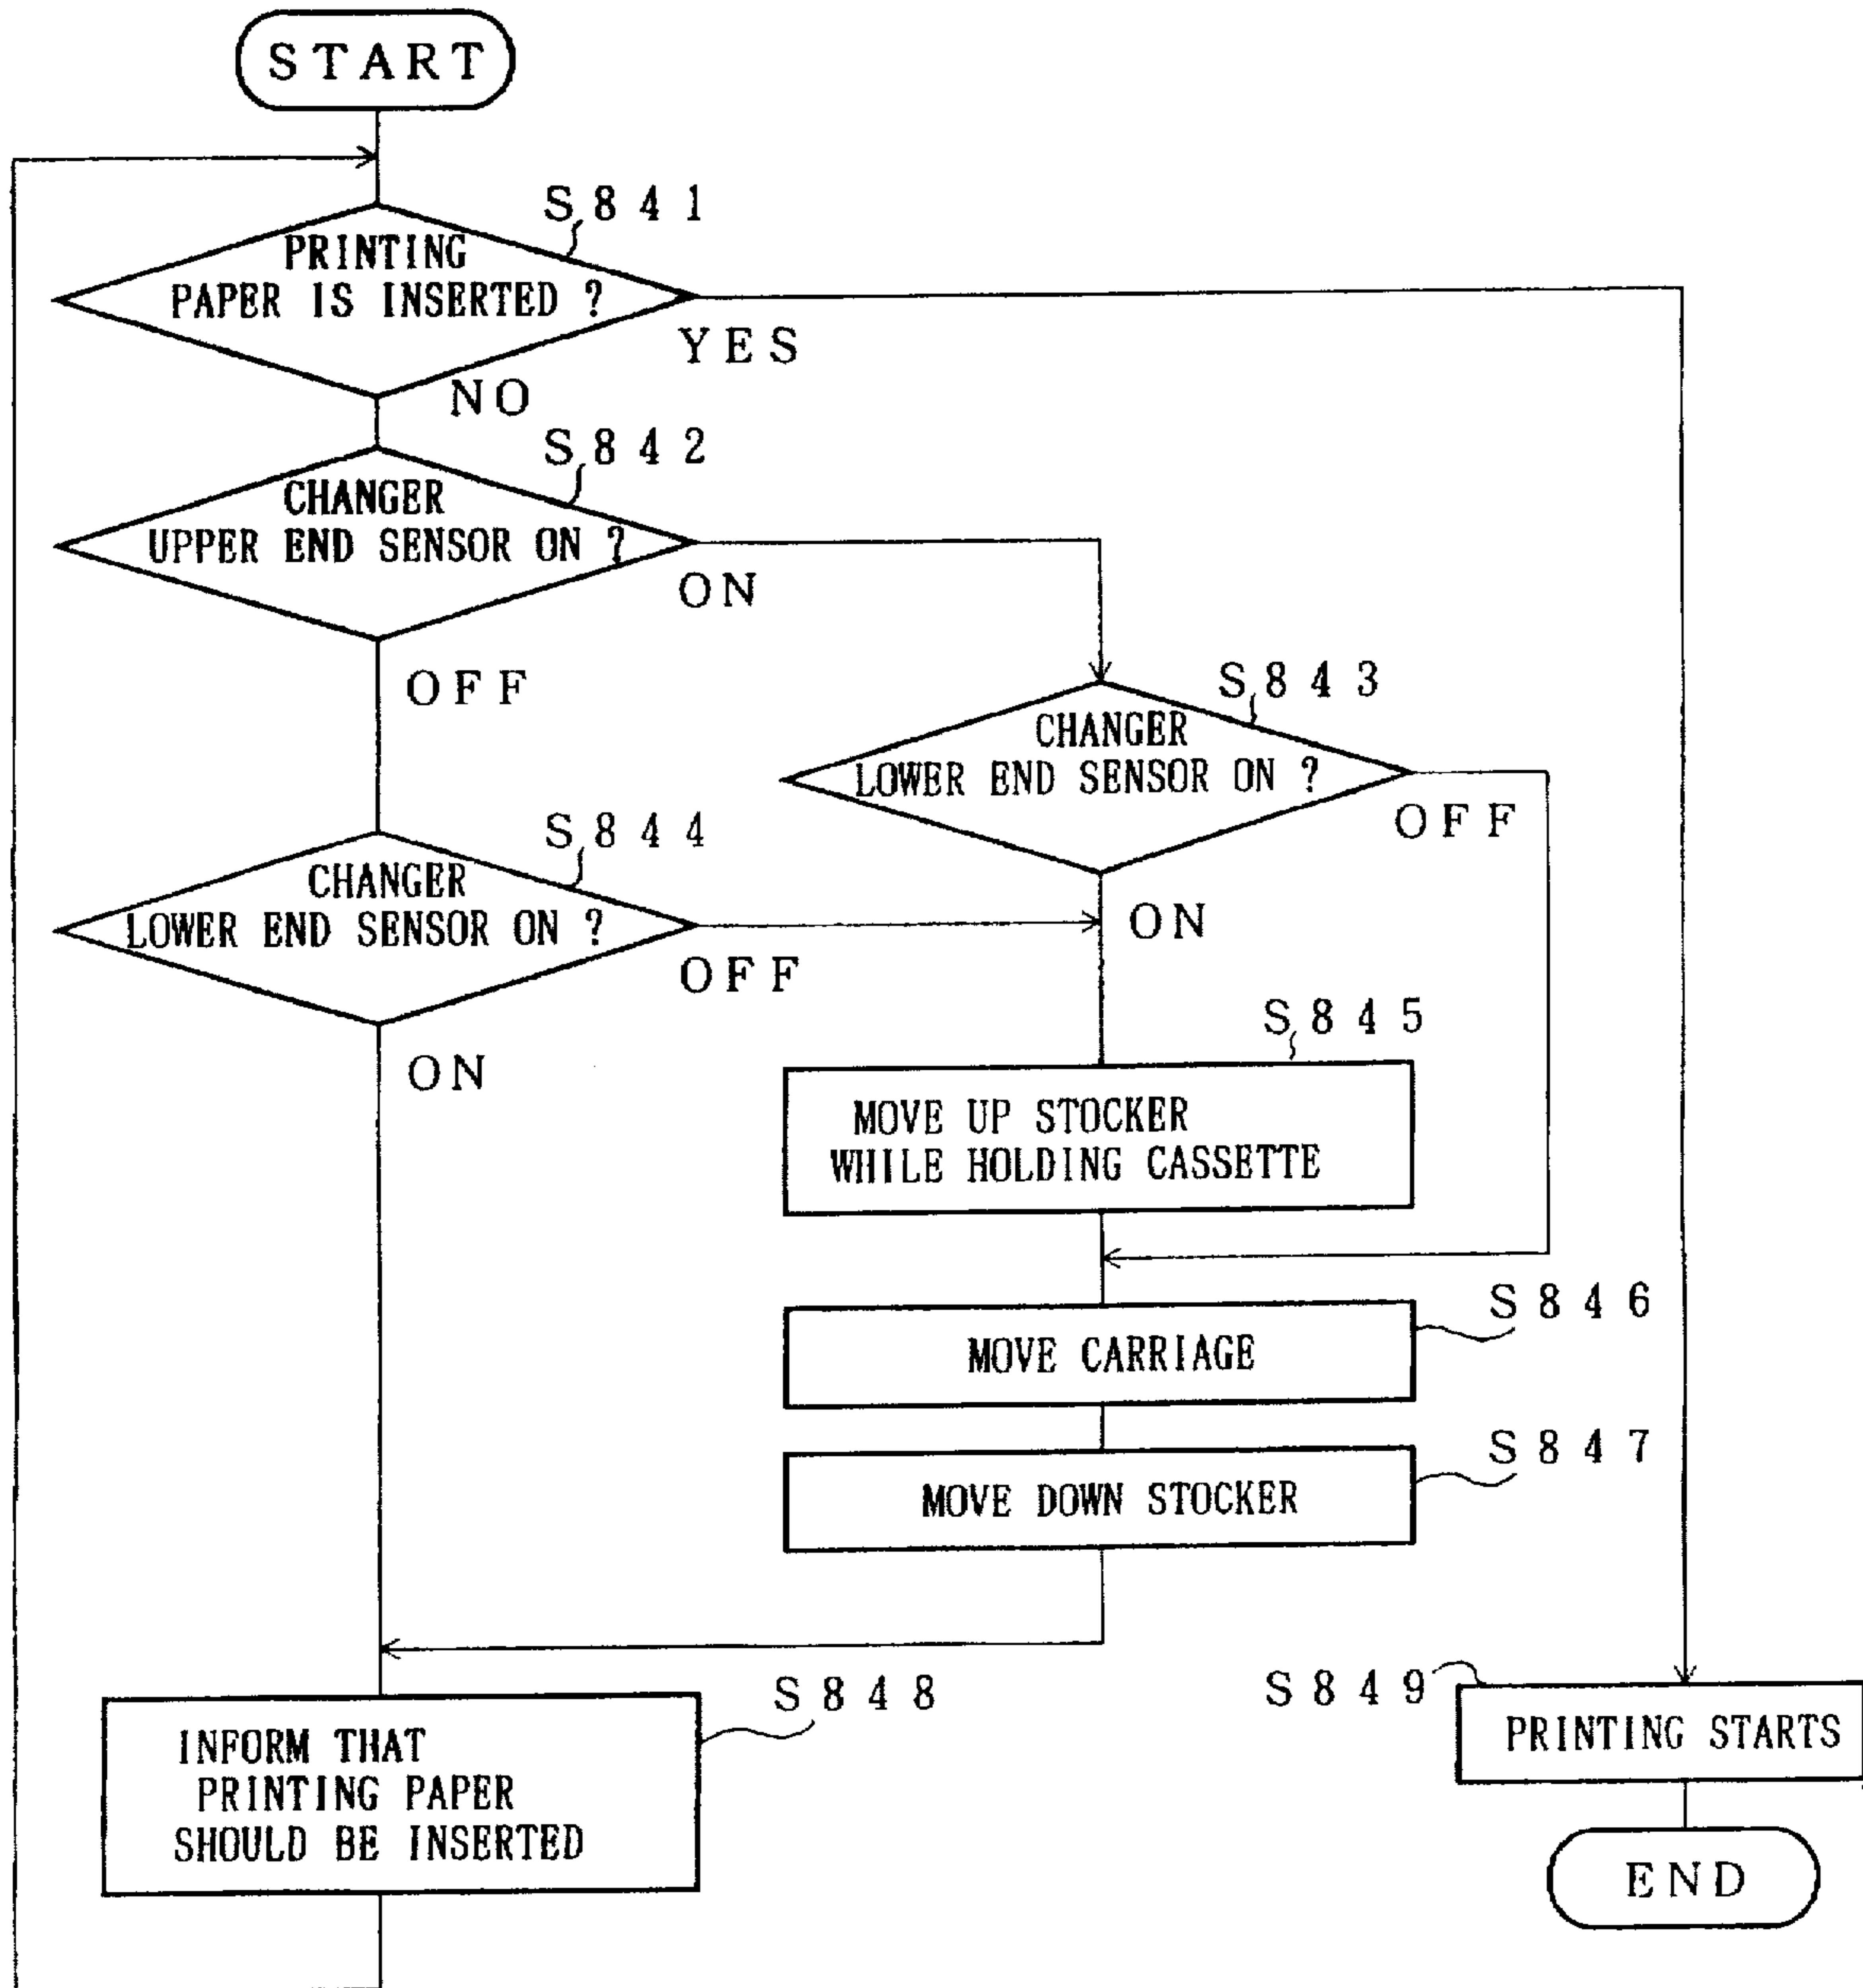 START
S841
PRINTING
PAPER IS INSERTED ?
YES
NO
S842
CHANGER
UPPER END SENSOR ON ?
ON
OFF
S843
CHANGER
LOWER END SENSOR ON ?
OFF
ON
S844
CHANGER
LOWER END SENSOR ON ?
OFF
ON
S845
MOVE UP STOCKER
WHILE HOLDING CASSETTE
S846
MOVE CARRIAGE
S847
MOVE DOWN STOCKER
S848
INFORM THAT
PRINTING PAPER
SHOULD BE INSERTED
S849
PRINTING STARTS
END